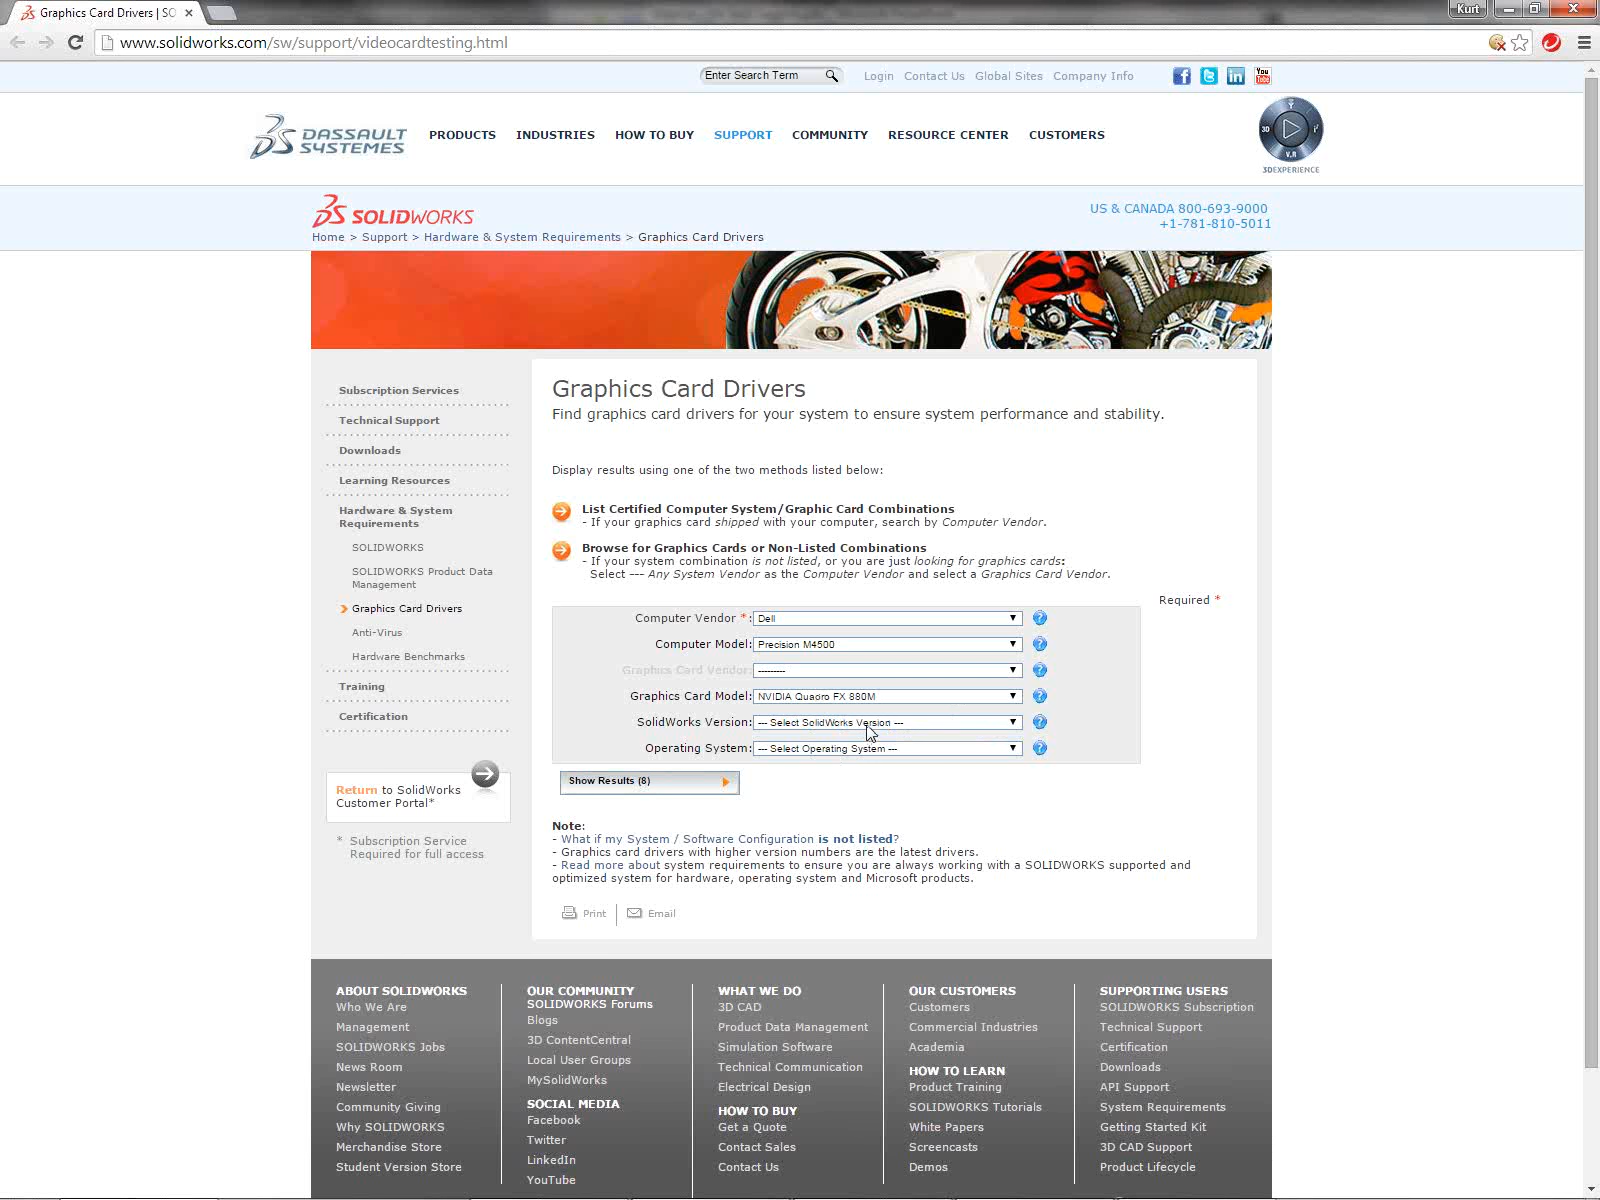 Graphics Card Drivers | SO
Kurt
www.solidworks.com/sw/support/videocardtesting.html
Enter Search Term
Login Contact Us Global Sites Company Info
You
Tube
DASSAULT
SYSTEMES
PRODUCTS INDUSTRIES HOW TO BUY SUPPORT COMMUNITY RESOURCE CENTER CUSTOMERS
3D
V.R
3DEXPERIENCE
SOLIDWORKS
US & CANADA 800-693-9000
+1-781-810-5011
Home > Support > Hardware & System Requirements > Graphics Card Drivers
Subscription Services
Technical Support
Downloads
Learning Resources
Hardware & System
Requirements
SOLIDWORKS
SOLIDWORKS Product Data
Management
Graphics Card Drivers
Anti-Virus
Hardware Benchmarks
Training
Certification
Return to SolidWorks
Customer Portal*
* Subscription Service
Required for full access
Graphics Card Drivers
Find graphics card drivers for your system to ensure system performance and stability.
Display results using one of the two methods listed below:
List Certified Computer System/Graphic Card Combinations
- If your graphics card shipped with your computer, search by Computer Vendor.
Browse for Graphics Cards or Non-Listed Combinations
- If your system combination is not listed, or you are just looking for graphics cards:
Select --- Any System Vendor as the Computer Vendor and select a Graphics Card Vendor.
Required *
Computer Vendor *: Dell
Computer Model: Precision M4500
Graphics Card Vendor: ---------
Graphics Card Model: NVIDIA Quadro FX 880M
SolidWorks Version: --- Select SolidWorks Version ---
Operating System: --- Select Operating System ---
Show Results (8)
Note:
- What if my System / Software Configuration is not listed?
- Graphics card drivers with higher version numbers are the latest drivers.
- Read more about system requirements to ensure you are always working with a SOLIDWORKS supported and
optimized system for hardware, operating system and Microsoft products.
Print Email
ABOUT SOLIDWORKS
Who We Are
Management
SOLIDWORKS Jobs
News Room
Newsletter
Community Giving
Why SOLIDWORKS
Merchandise Store
Student Version Store
OUR COMMUNITY
SOLIDWORKS Forums
Blogs
3D ContentCentral
Local User Groups
MySolidWorks
SOCIAL MEDIA
Facebook
Twitter
LinkedIn
YouTube
WHAT WE DO
3D CAD
Product Data Management
Simulation Software
Technical Communication
Electrical Design
HOW TO BUY
Get a Quote
Contact Sales
Contact Us
OUR CUSTOMERS
Customers
Commercial Industries
Academia
HOW TO LEARN
Product Training
SOLIDWORKS Tutorials
White Papers
Screencasts
Demos
SUPPORTING USERS
SOLIDWORKS Subscription
Technical Support
Certification
Downloads
API Support
System Requirements
Getting Started Kit
3D CAD Support
Product Lifecycle